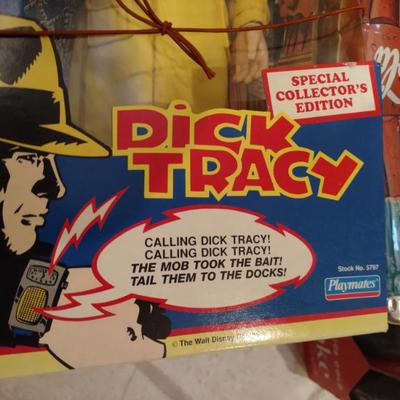 SPECIAL
COLLECTOR'S
EDITION
DICK
TRACY
CALLING DICK TRACY!
CALLING DICK TRACY!
THE MOB TOOK THE BAIT!
TAIL THEM TO THE DOCKS!
Stock No. 5797
Playmates
© The Walt Disney